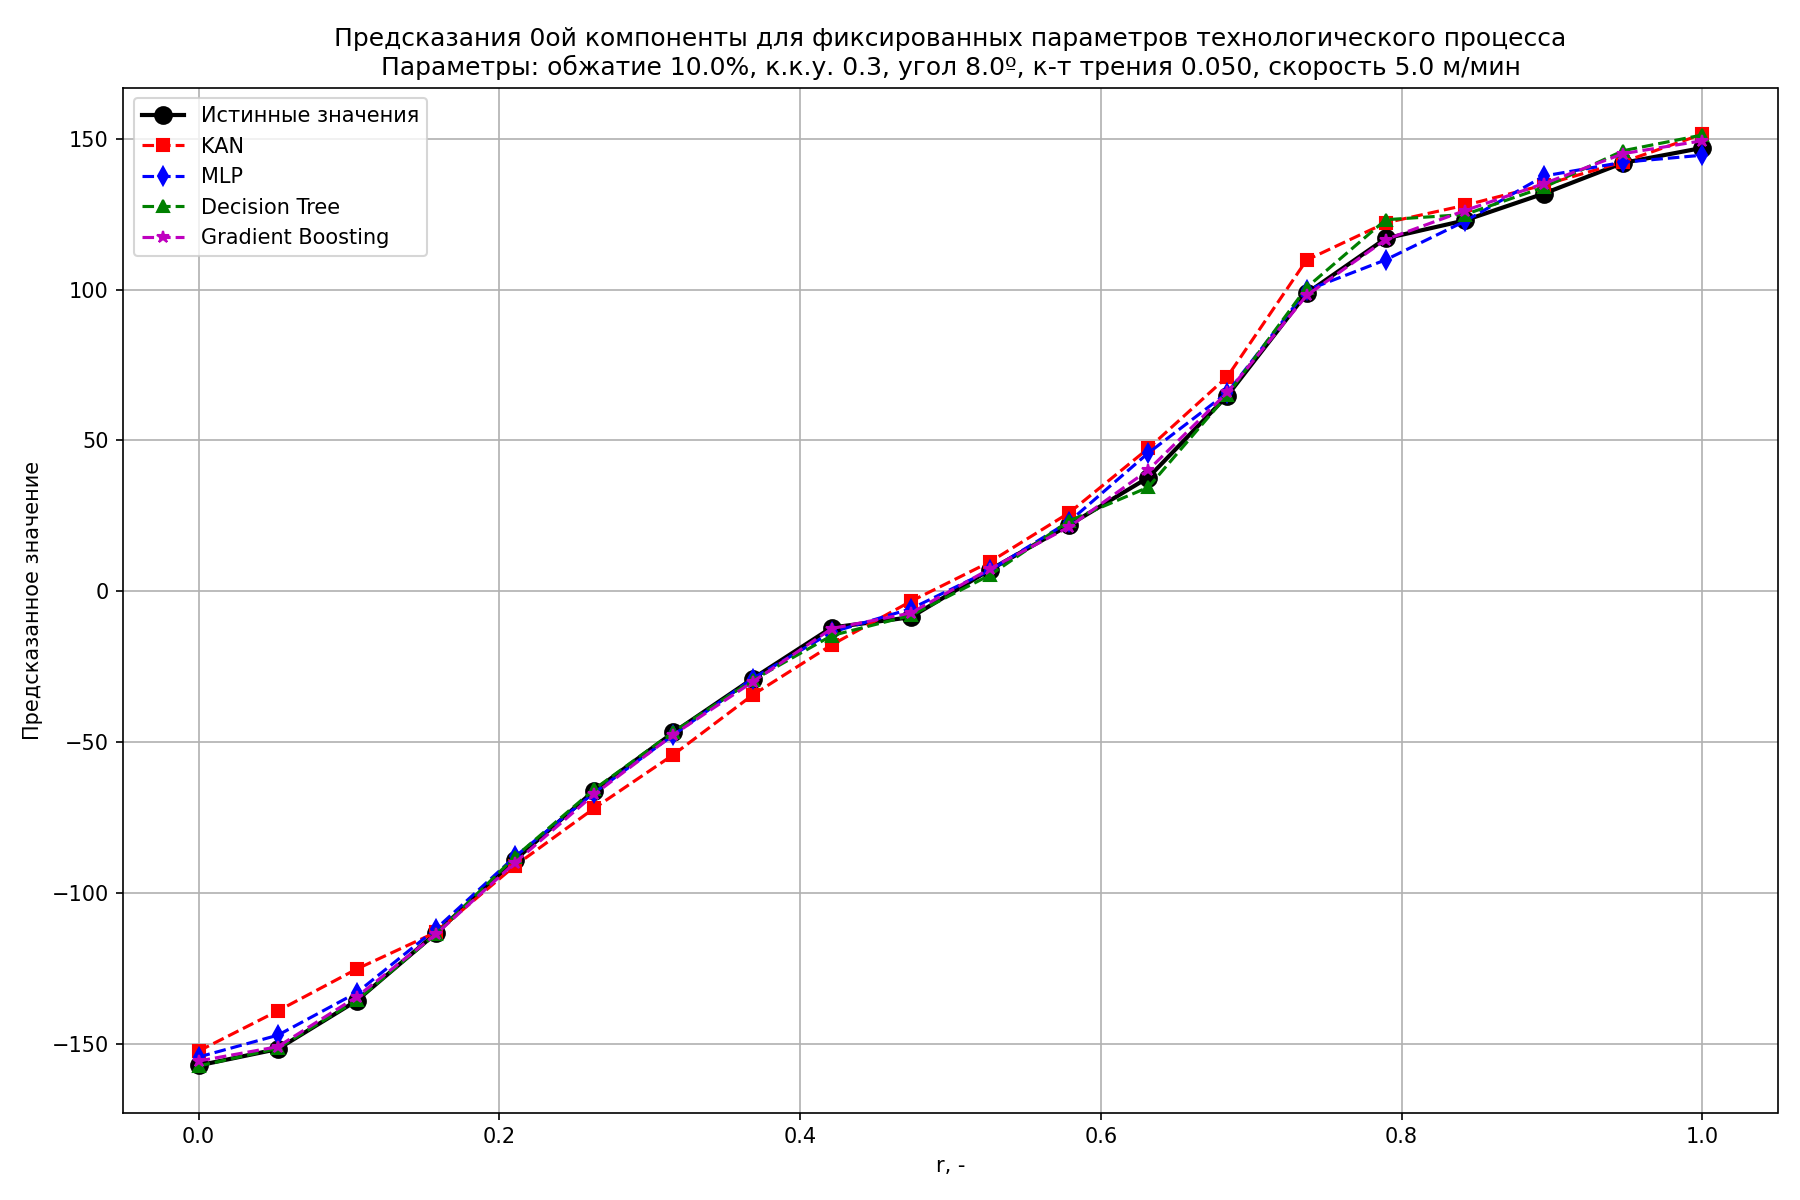 Предсказания 0ой компоненты для фиксированных параметров технологического процесса
Параметры: обжатие 10.0%, к.к.у. 0.3, угол 8.0º, к-т трения 0.050, скорость 5.0 м/мин
Истинные значения
KAN
MLP
Decision Tree
Gradient Boosting
Предсказанное значение
150
100
50
0
−50
−100
−150
0.0 0.2 0.4 0.6 0.8 1.0
r, -